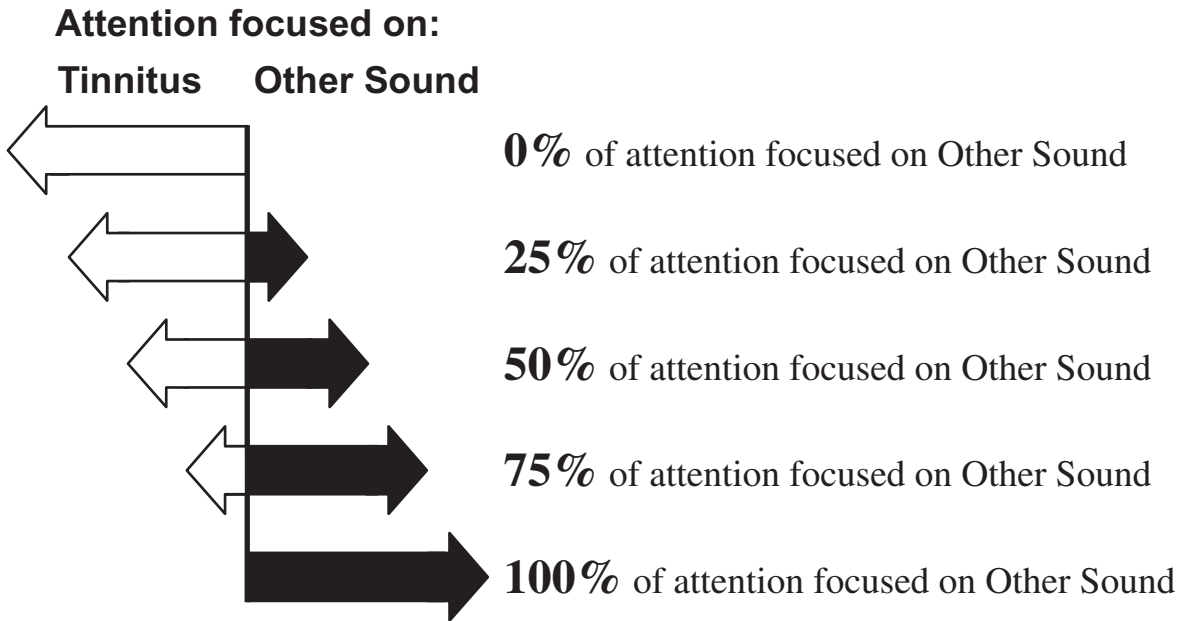 Attention focused on:
Tinnitus Other Sound
0% of attention focused on Other Sound
25% of attention focused on Other Sound
50% of attention focused on Other Sound
75% of attention focused on Other Sound
100% of attention focused on Other Sound